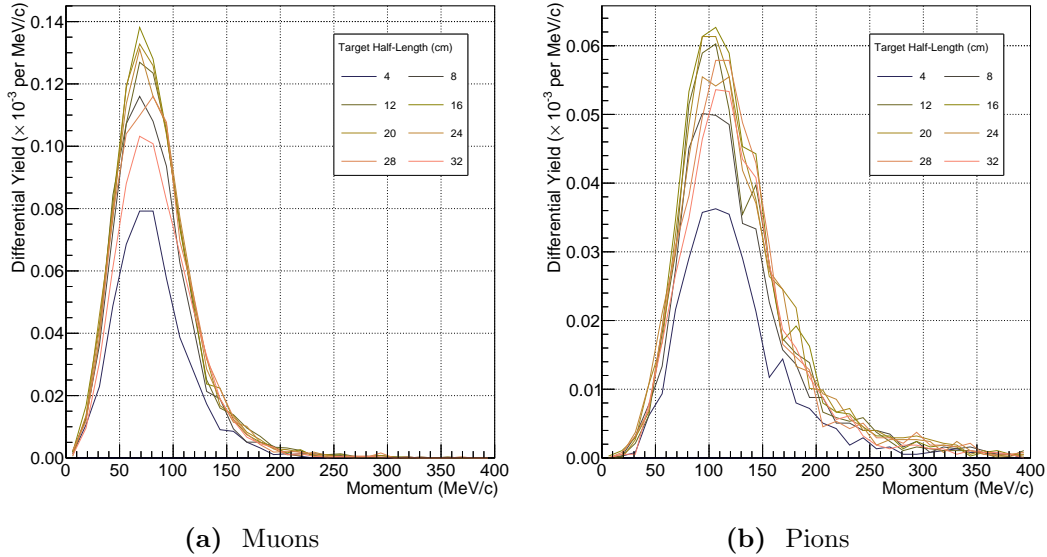 Differential Yield (× 10⁻³ per MeV/c)
0.14
0.12
0.10
0.08
0.06
0.04
0.02
0.00
Target Half-Length (cm)
4 8
12 16
20 24
28 32
0 50 100 150 200 250 300 350 400
Momentum (MeV/c)
(a) Muons
Differential Yield (× 10⁻³ per MeV/c)
0.06
0.05
0.04
0.03
0.02
0.01
0.00
Target Half-Length (cm)
4 8
12 16
20 24
28 32
0 50 100 150 200 250 300 350 400
Momentum (MeV/c)
(b) Pions